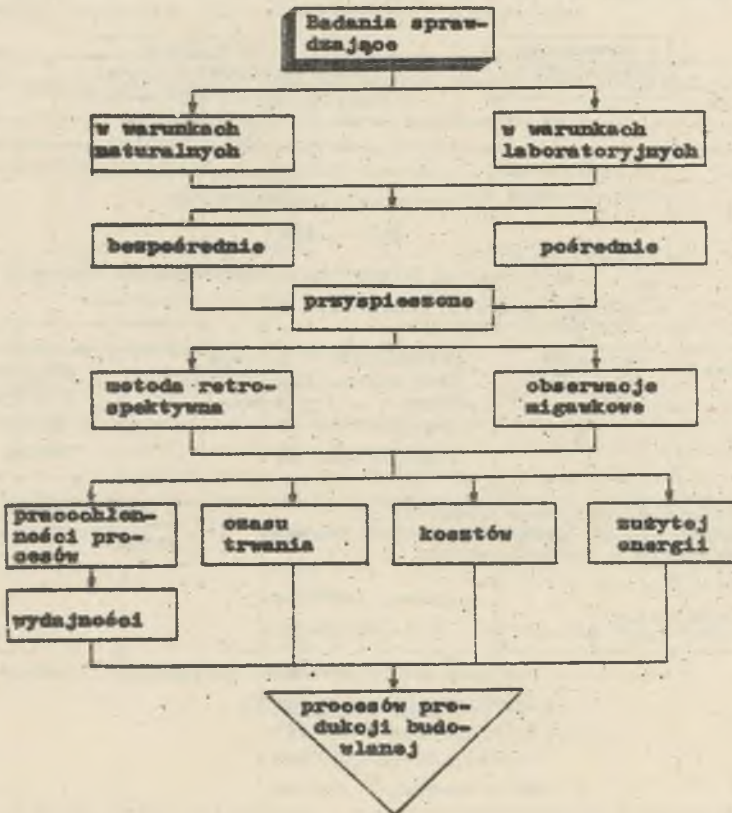 Badania spraw-
dzające
w warunkach
naturalnych
w warunkach
laboratoryjnych
bezpośrednie
pośrednie
przyspieszone
metoda retro-
spektywna
obserwacje
migawkowe
pracochłon-
ności pro-
cesów
czasu
trwania
kosztów
zużytej
energii
wydajności
procesów pro-
dukcji budo-
wlanej